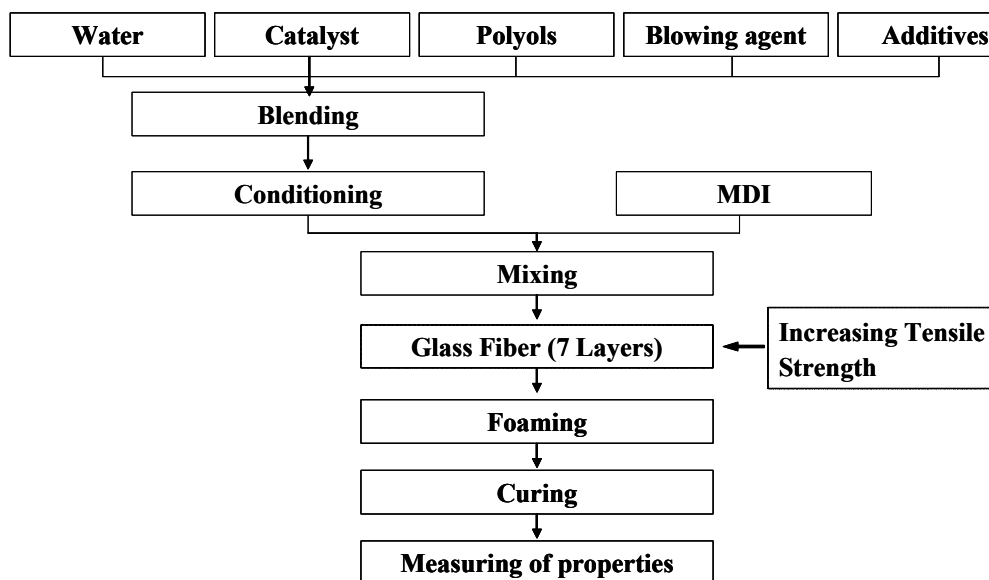 Water
Catalyst
Polyols
Blowing agent
Additives
Blending
Conditioning
MDI
Mixing
Glass Fiber (7 Layers)
Increasing Tensile
Strength
Foaming
Curing
Measuring of properties